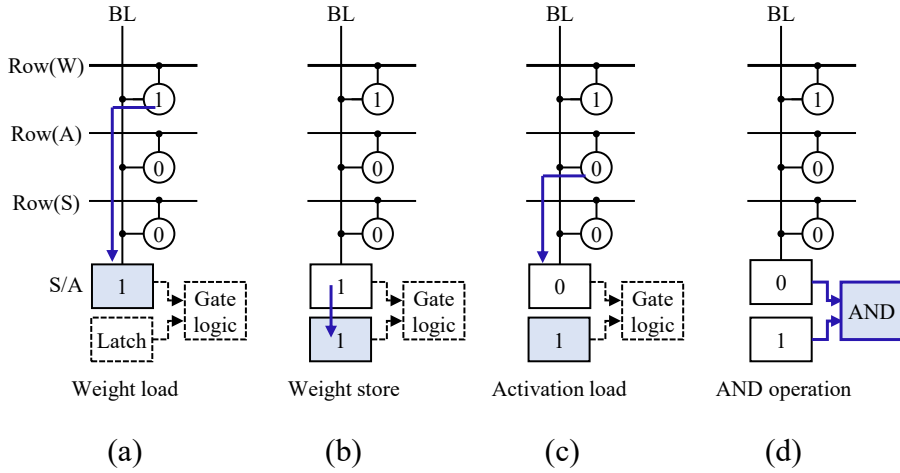 BL BL BL BL
Row(W)
1 1 1 1
Row(A)
0 0 0 0
Row(S)
0 0 0 0
S/A 1 1 0 0
Gate logic Gate logic Gate logic AND
Latch 1 1 1
Weight load Weight store Activation load AND operation
(a) (b) (c) (d)